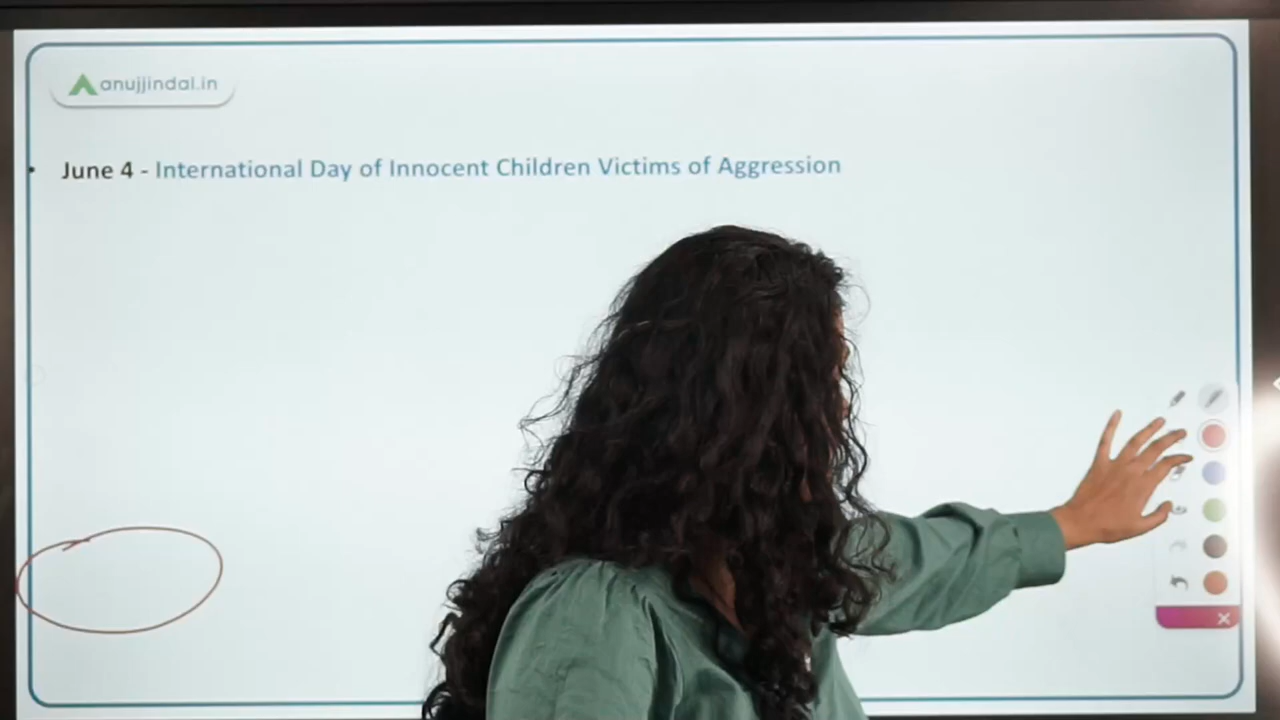 anujjindal.in
• June 4 - International Day of Innocent Children Victims of Aggression